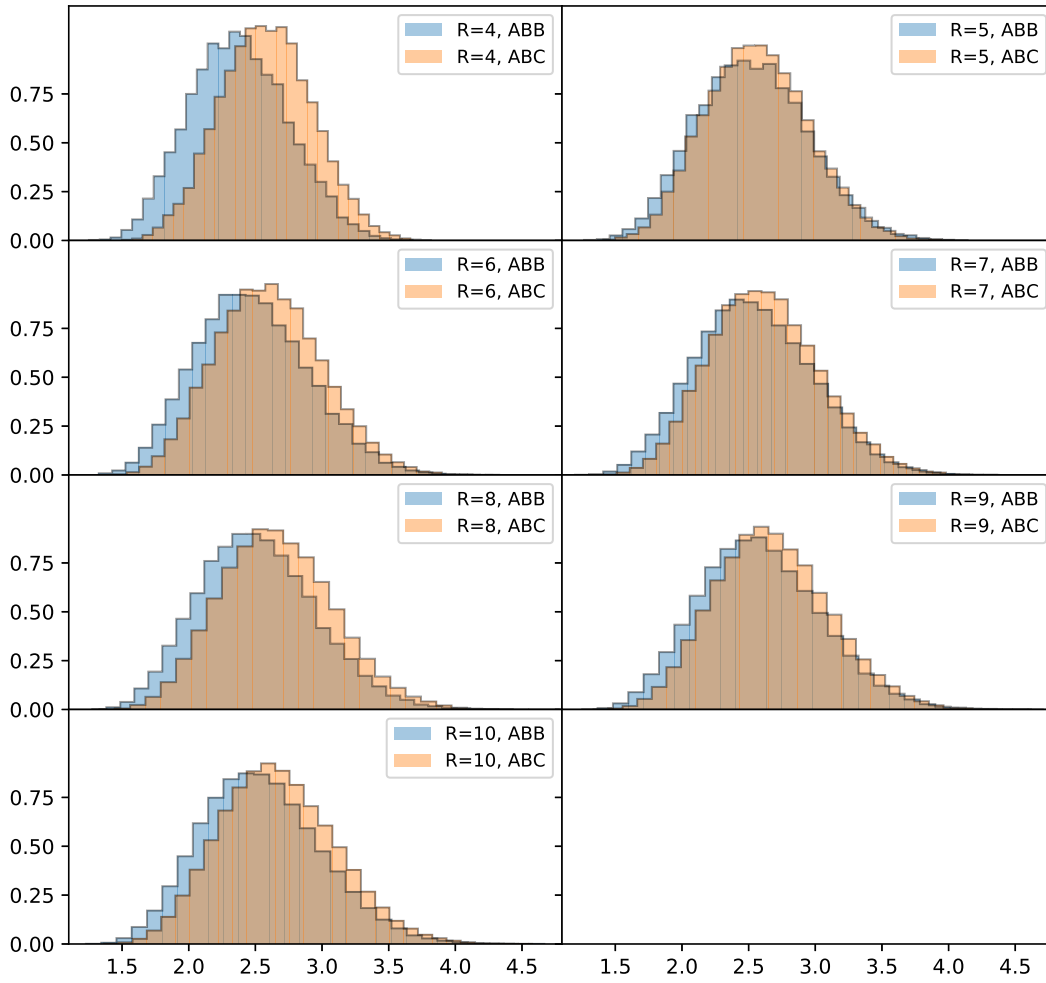 R=4, ABB
R=4, ABC
0.75
0.50
0.25
0.00
R=5, ABB
R=5, ABC
R=6, ABB
R=6, ABC
0.75
0.50
0.25
0.00
R=7, ABB
R=7, ABC
R=8, ABB
R=8, ABC
0.75
0.50
0.25
0.00
R=9, ABB
R=9, ABC
R=10, ABB
R=10, ABC
0.75
0.50
0.25
0.00
1.5 2.0 2.5 3.0 3.5 4.0 4.5
1.5 2.0 2.5 3.0 3.5 4.0 4.5